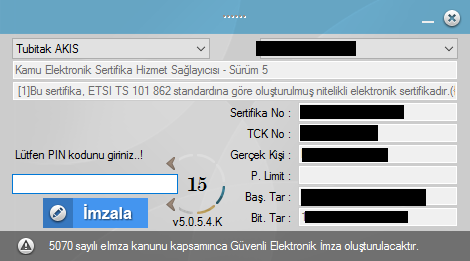 Tubitak AKIS
Kamu Elektronik Sertifika Hizmet Sağlayıcısı - Sürüm 5
[1]Bu sertifika, ETSI TS 101 862 standardına göre oluşturulmuş nitelikli elektronik sertifikadır.(
Sertifika No :
TCK No :
Lütfen PIN kodunu giriniz..!
Gerçek Kişi :
P. Limit :
15
Baş. Tar :
İmzala
v5.0.5.4.K
Bit. Tar :
5070 sayılı eImza kanunu kapsamınca Güvenli Elektronik İmza oluşturulacaktır.